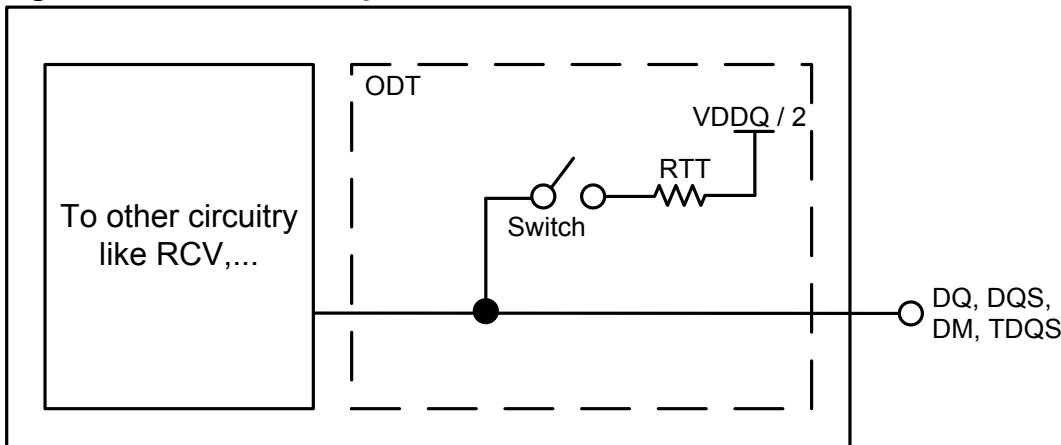 ODT
VDDQ / 2
RTT
Switch
To other circuitry
like RCV,...
DQ, DQS,
DM, TDQS